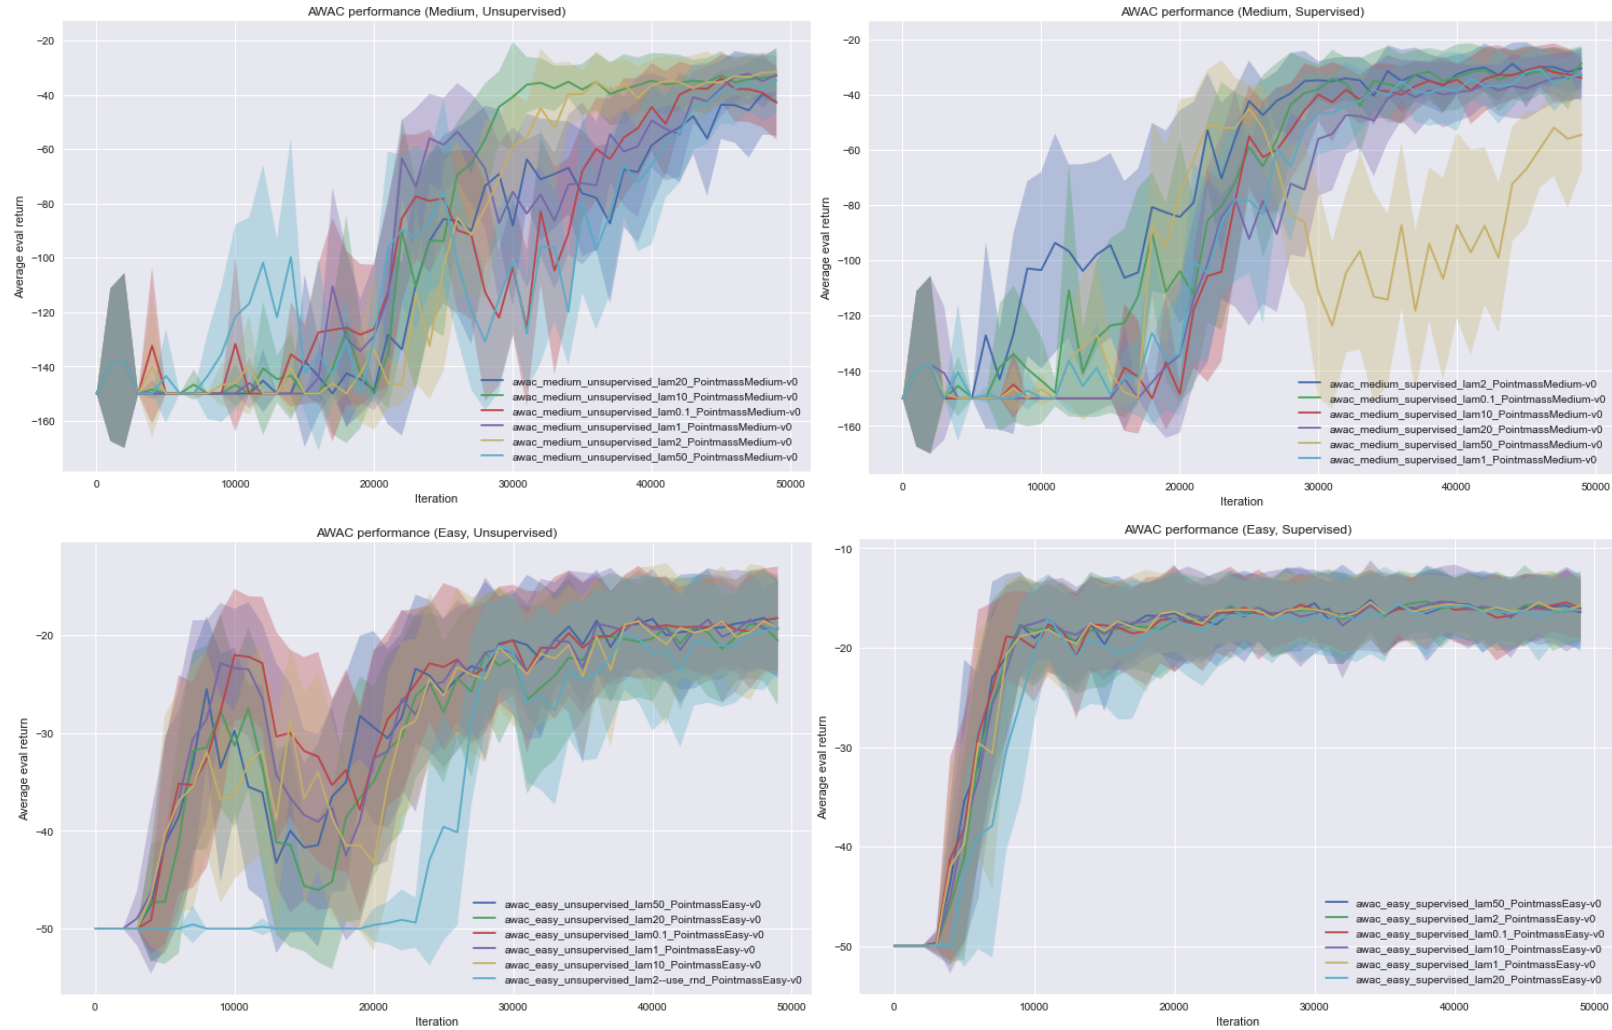 AWAC performance (Medium, Unsupervised)
−20
−40
−60
−80
−100
−120
−140
−160
Average eval return
awac_medium_unsupervised_lam20_PointmassMedium-v0
awac_medium_unsupervised_lam10_PointmassMedium-v0
awac_medium_unsupervised_lam0.1_PointmassMedium-v0
awac_medium_unsupervised_lam1_PointmassMedium-v0
awac_medium_unsupervised_lam2_PointmassMedium-v0
awac_medium_unsupervised_lam50_PointmassMedium-v0
0 10000 20000 30000 40000 50000
Iteration
AWAC performance (Medium, Supervised)
−20
−40
−60
−80
−100
−120
−140
−160
Average eval return
awac_medium_supervised_lam2_PointmassMedium-v0
awac_medium_supervised_lam0.1_PointmassMedium-v0
awac_medium_supervised_lam10_PointmassMedium-v0
awac_medium_supervised_lam20_PointmassMedium-v0
awac_medium_supervised_lam50_PointmassMedium-v0
awac_medium_supervised_lam1_PointmassMedium-v0
0 10000 20000 30000 40000 50000
Iteration
AWAC performance (Easy, Unsupervised)
−20
−30
−40
−50
Average eval return
awac_easy_unsupervised_lam50_PointmassEasy-v0
awac_easy_unsupervised_lam20_PointmassEasy-v0
awac_easy_unsupervised_lam0.1_PointmassEasy-v0
awac_easy_unsupervised_lam1_PointmassEasy-v0
awac_easy_unsupervised_lam10_PointmassEasy-v0
awac_easy_unsupervised_lam2--use_rnd_PointmassEasy-v0
0 10000 20000 30000 40000 50000
Iteration
AWAC performance (Easy, Supervised)
−10
−20
−30
−40
−50
Average eval return
awac_easy_supervised_lam50_PointmassEasy-v0
awac_easy_supervised_lam2_PointmassEasy-v0
awac_easy_supervised_lam0.1_PointmassEasy-v0
awac_easy_supervised_lam10_PointmassEasy-v0
awac_easy_supervised_lam1_PointmassEasy-v0
awac_easy_supervised_lam20_PointmassEasy-v0
0 10000 20000 30000 40000 50000
Iteration